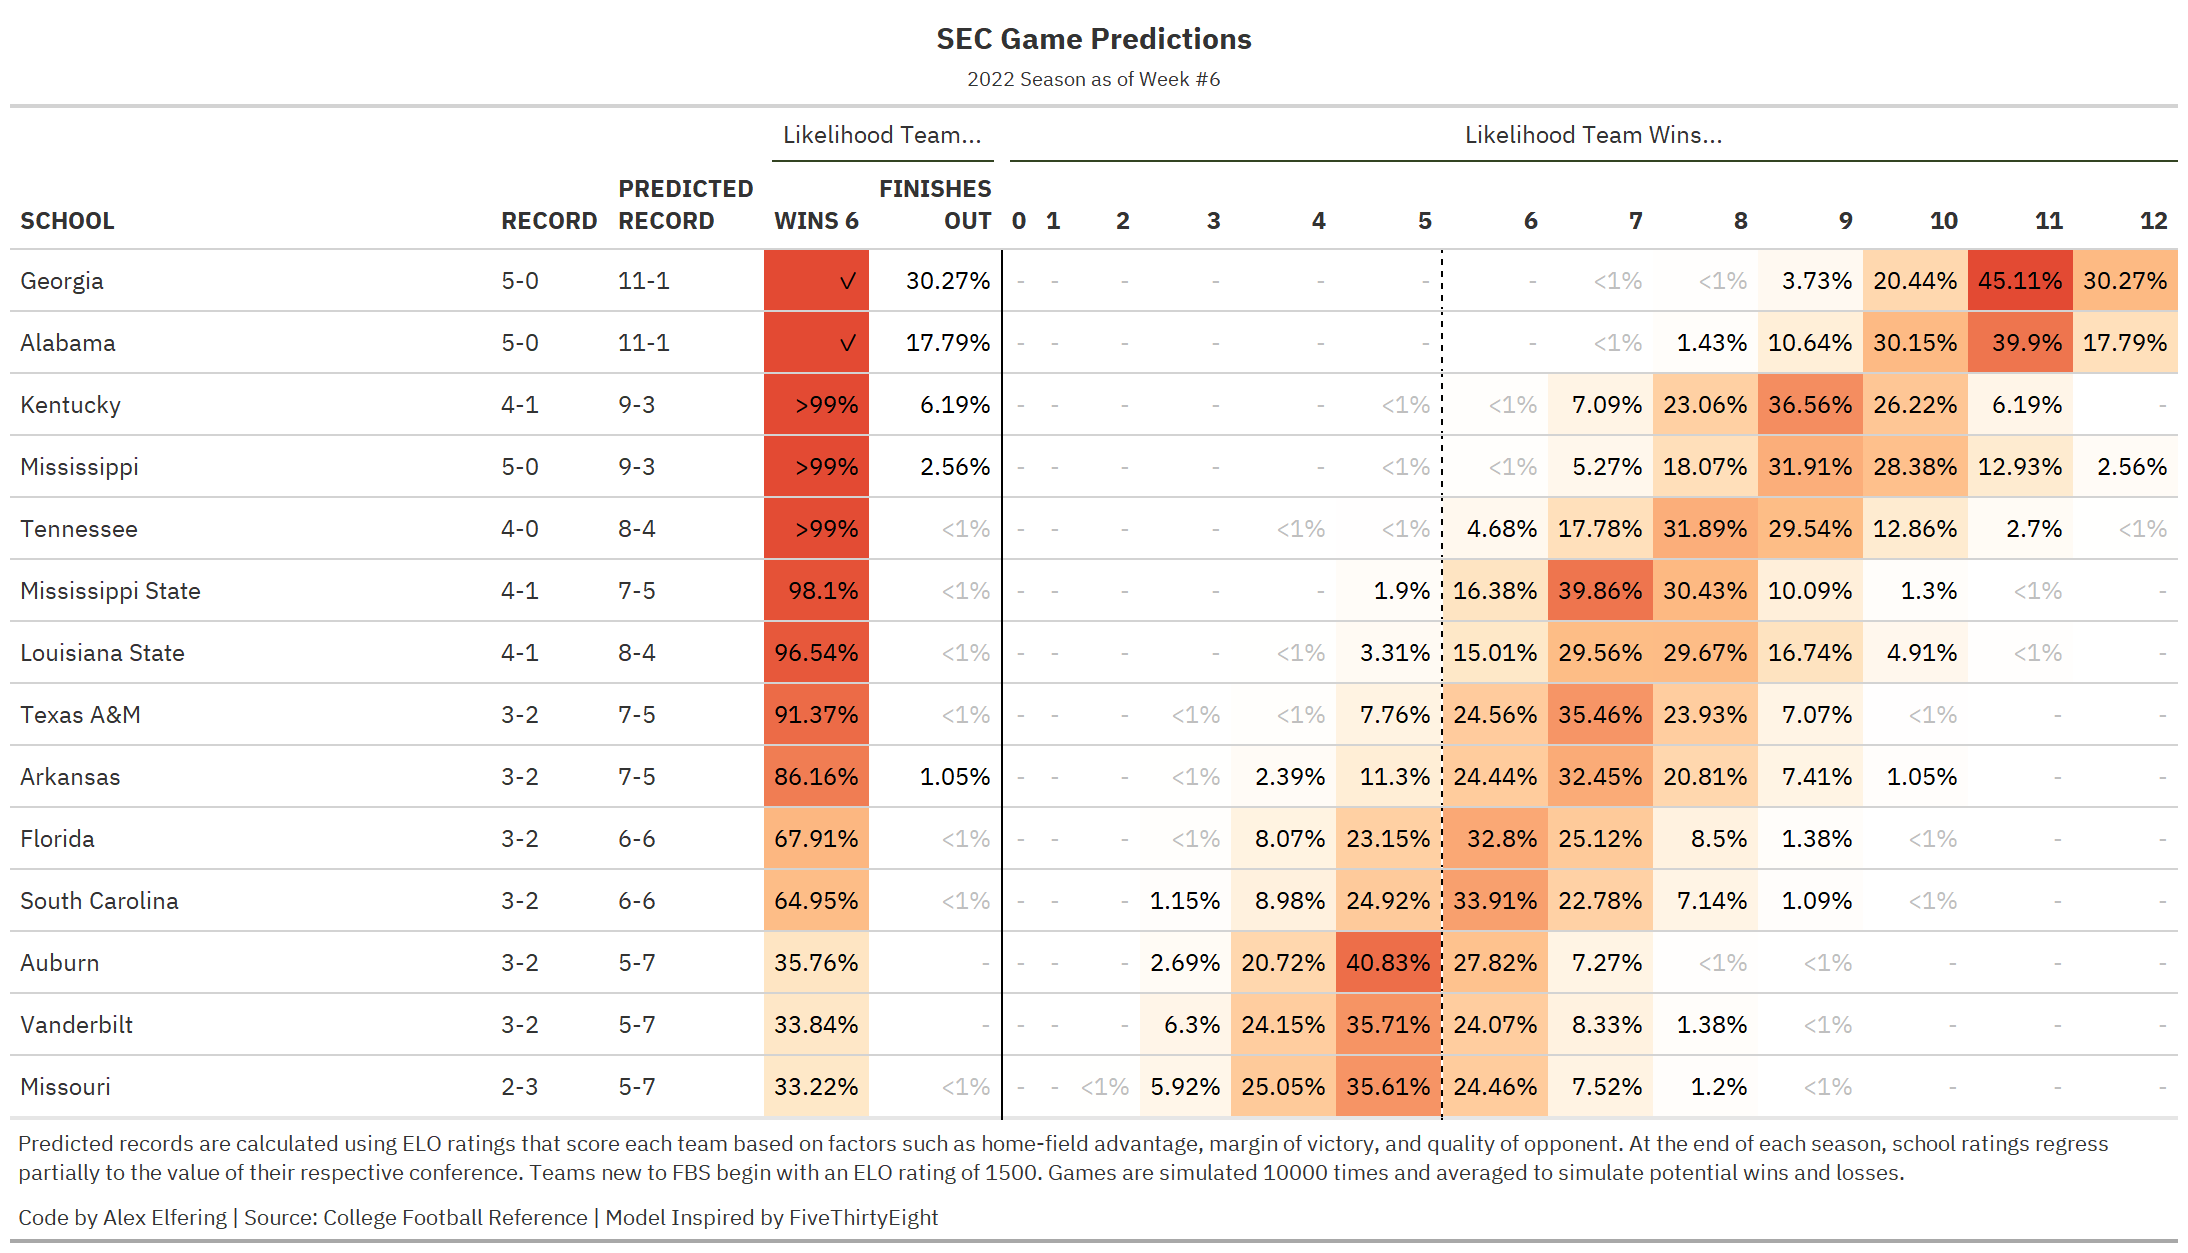 SEC Game Predictions
2022 Season as of Week #6
Likelihood Team... Likelihood Team Wins...
SCHOOL RECORD PREDICTED RECORD WINS 6 FINISHES OUT 0 1 2 3 4 5 6 7 8 9 10 11 12
Georgia 5-0 11-1 ✓ 30.27% - - - - - - - <1% <1% 3.73% 20.44% 45.11% 30.27%
Alabama 5-0 11-1 ✓ 17.79% - - - - - - - <1% 1.43% 10.64% 30.15% 39.9% 17.79%
Kentucky 4-1 9-3 >99% 6.19% - - - - - <1% <1% 7.09% 23.06% 36.56% 26.22% 6.19% -
Mississippi 5-0 9-3 >99% 2.56% - - - - - <1% <1% 5.27% 18.07% 31.91% 28.38% 12.93% 2.56%
Tennessee 4-0 8-4 >99% <1% - - - - <1% <1% 4.68% 17.78% 31.89% 29.54% 12.86% 2.7% <1%
Mississippi State 4-1 7-5 98.1% <1% - - - - - 1.9% 16.38% 39.86% 30.43% 10.09% 1.3% <1% -
Louisiana State 4-1 8-4 96.54% <1% - - - - <1% 3.31% 15.01% 29.56% 29.67% 16.74% 4.91% <1% -
Texas A&M 3-2 7-5 91.37% <1% - - - <1% <1% 7.76% 24.56% 35.46% 23.93% 7.07% <1% - -
Arkansas 3-2 7-5 86.16% 1.05% - - - <1% 2.39% 11.3% 24.44% 32.45% 20.81% 7.41% 1.05% - -
Florida 3-2 6-6 67.91% <1% - - - <1% 8.07% 23.15% 32.8% 25.12% 8.5% 1.38% <1% - -
South Carolina 3-2 6-6 64.95% <1% - - - 1.15% 8.98% 24.92% 33.91% 22.78% 7.14% 1.09% <1% - -
Auburn 3-2 5-7 35.76% - - - - 2.69% 20.72% 40.83% 27.82% 7.27% <1% <1% - - -
Vanderbilt 3-2 5-7 33.84% - - - - 6.3% 24.15% 35.71% 24.07% 8.33% 1.38% <1% - - -
Missouri 2-3 5-7 33.22% <1% - - <1% 5.92% 25.05% 35.61% 24.46% 7.52% 1.2% <1% - - -
Predicted records are calculated using ELO ratings that score each team based on factors such as home-field advantage, margin of victory, and quality of opponent. At the end of each season, school ratings regress
partially to the value of their respective conference. Teams new to FBS begin with an ELO rating of 1500. Games are simulated 10000 times and averaged to simulate potential wins and losses.
Code by Alex Elfering | Source: College Football Reference | Model Inspired by FiveThirtyEight